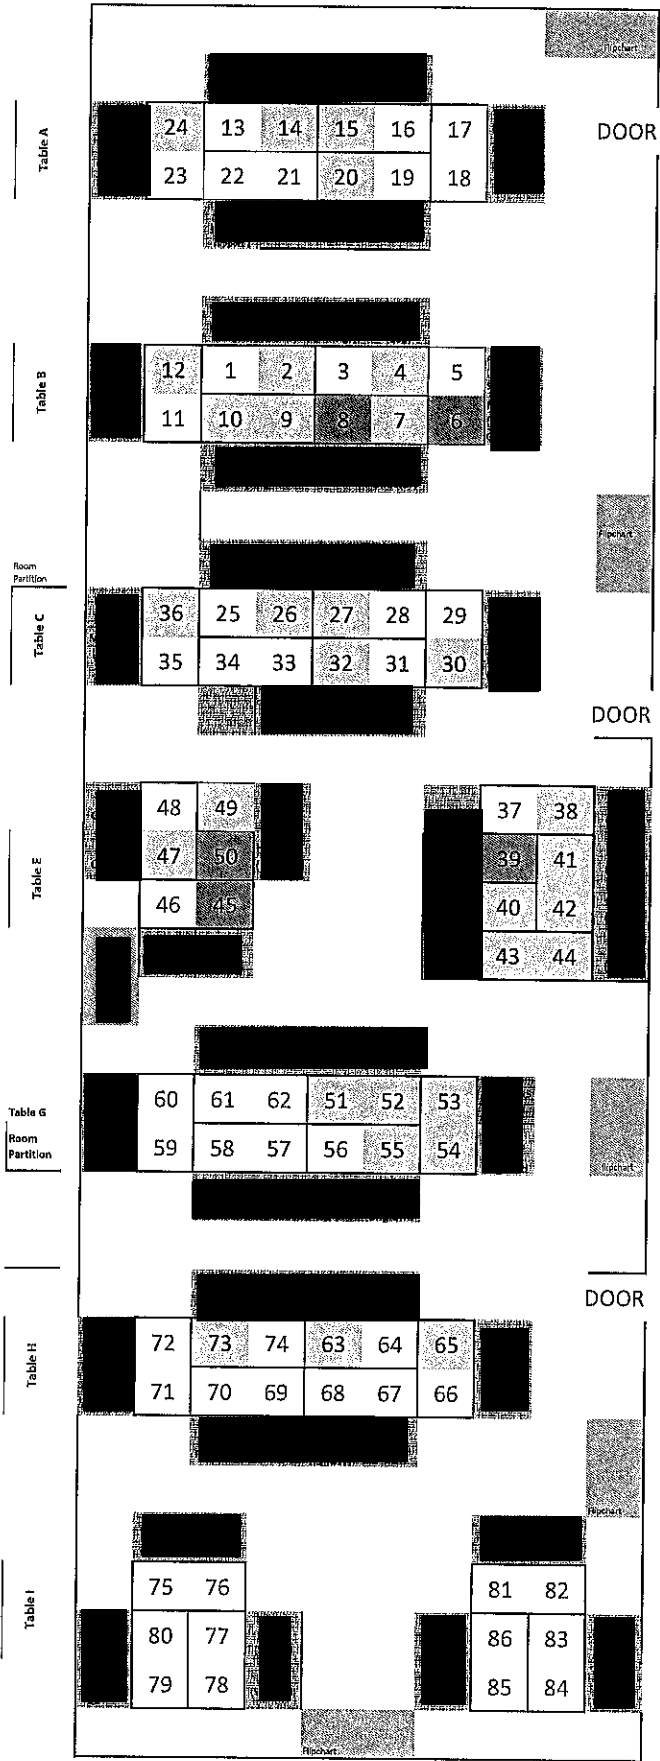 Flipchart
Table A
24 13 14 15 16 17
23 22 21 20 19 18
DOOR
Table B
12 1 2 3 4 5
11 10 9 8 7 6
Flipchart
Room
Partition
Table C
36 25 26 27 28 29
35 34 33 32 31 30
DOOR
Table E
48 49
47 50
46 45
37 38
39 41
40 42
43 44
Table G
Room
Partition
60 61 62 51 52 53
59 58 57 56 55 54
Flipchart
DOOR
Table H
72 73 74 63 64 65
71 70 69 68 67 66
Flipchart
Table I
75 76
80 77
79 78
81 82
86 83
85 84
Flipchart